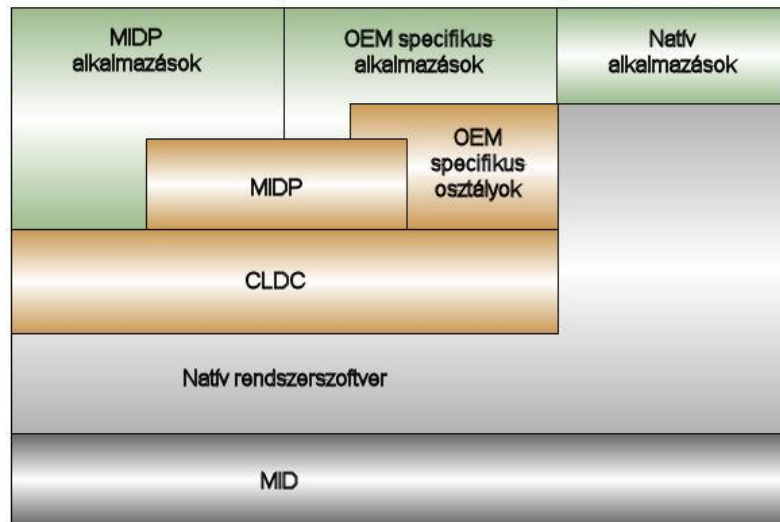 MIDP
alkalmazások
OEM specifikus
alkalmazások
Natív
alkalmazások
OEM
specifikus
osztályok
MIDP
CLDC
Natív rendszerszoftver
MID